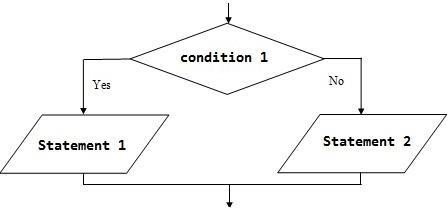 condition 1
Yes
No
Statement 1
Statement 2